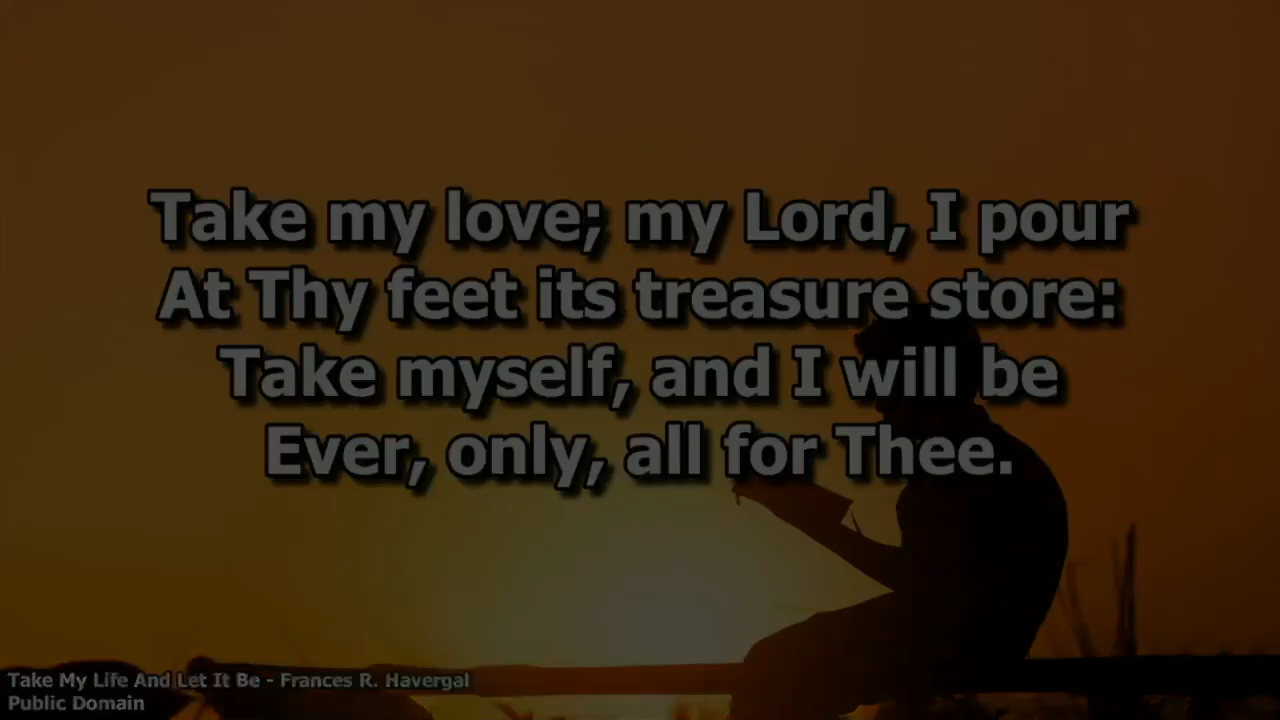 Take my love; my Lord, I pour
At Thy feet its treasure store:
Take myself, and I will be
Ever, only, all for Thee.
Take My Life And Let It Be - Frances R. Havergal
Public Domain